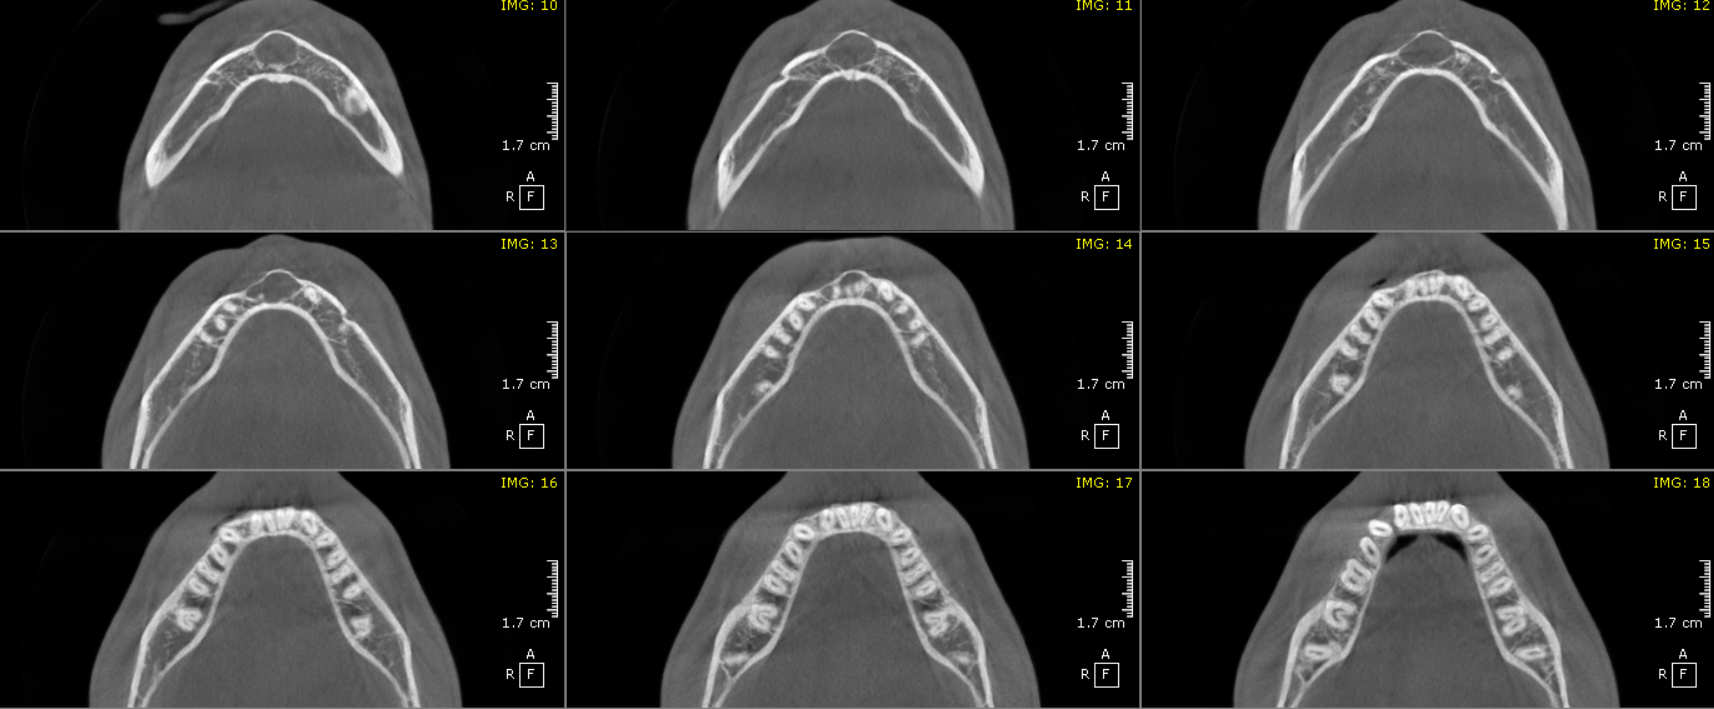 IMG: 10
1.7 cm
A
R F
IMG: 11
1.7 cm
A
R F
IMG: 12
1.7 cm
A
R F
IMG: 13
1.7 cm
A
R F
IMG: 14
1.7 cm
A
R F
IMG: 15
1.7 cm
A
R F
IMG: 16
1.7 cm
A
R F
IMG: 17
1.7 cm
A
R F
IMG: 18
1.7 cm
A
R F